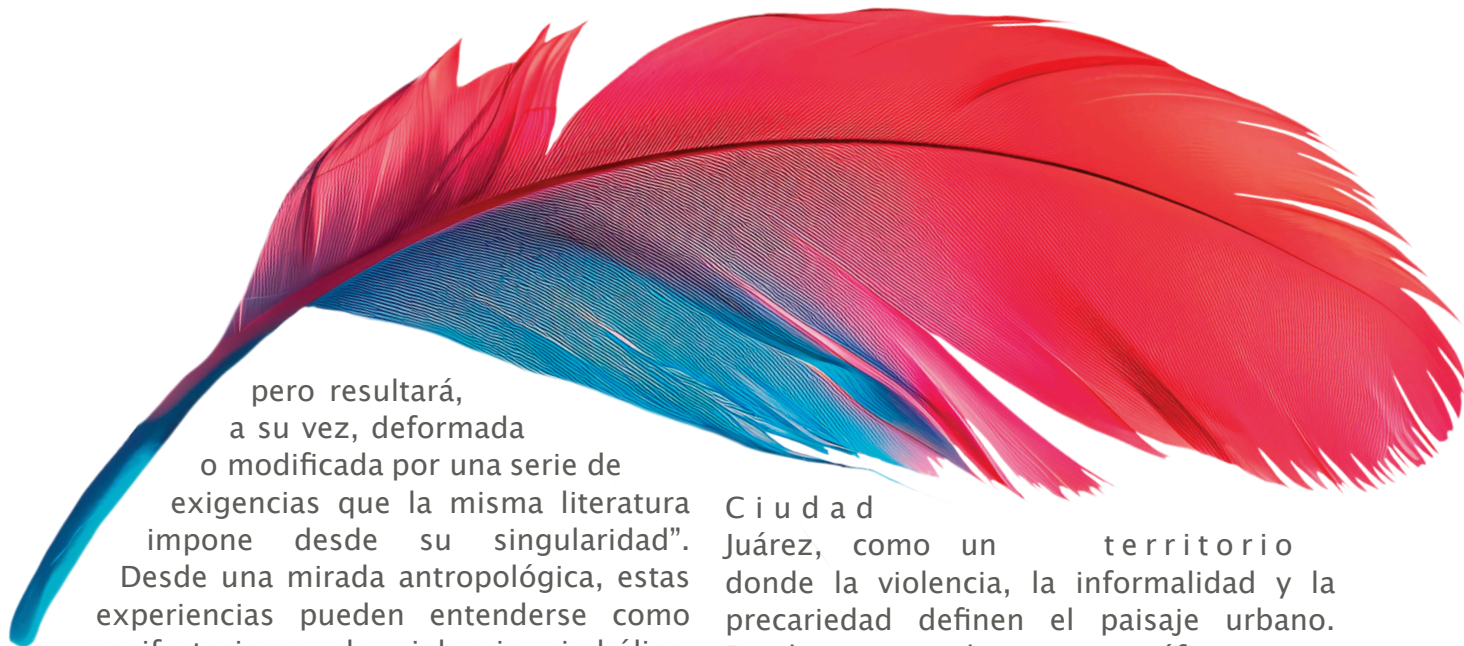 pero resultará,
a su vez, deformada
o modificada por una serie de
exigencias que la misma literatura
impone desde su singularidad”.
Desde una mirada antropológica, estas
experiencias pueden entenderse como
Ciudad
Juárez, como un territorio
donde la violencia, la informalidad y la
precariedad definen el paisaje urbano.